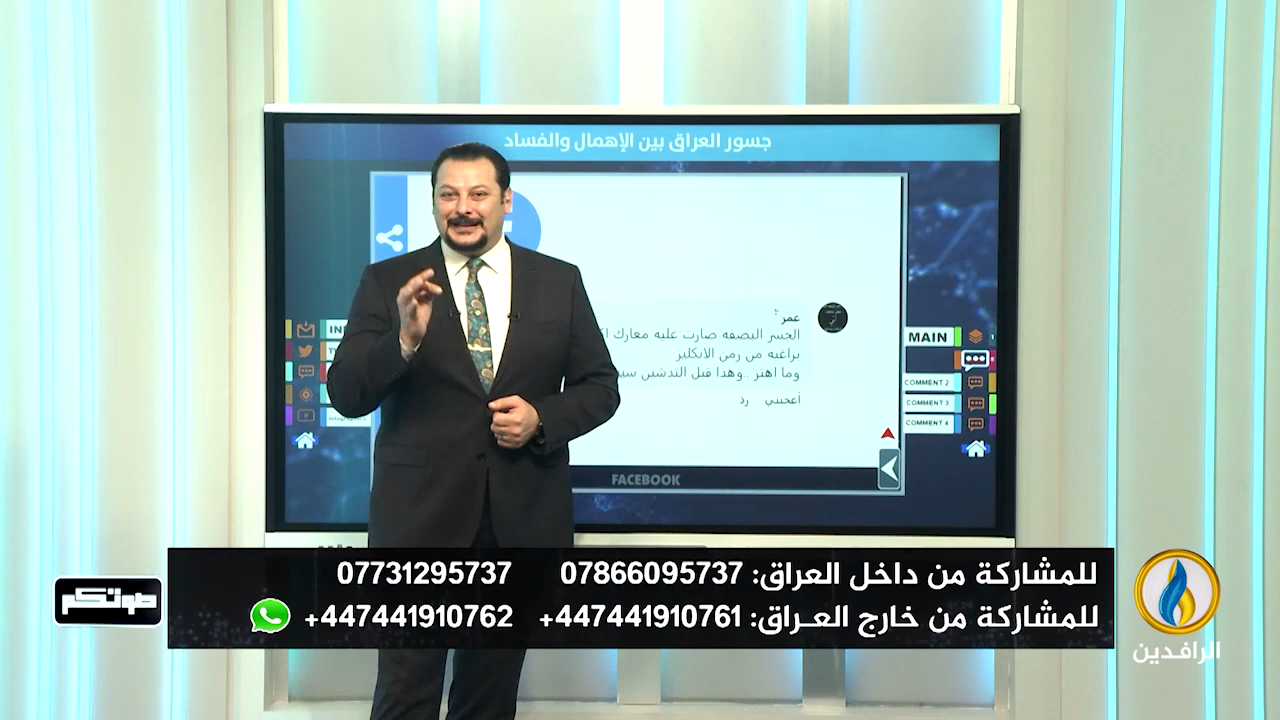 جسور العراق بين الإهمال والفساد
عمر
الجسر البصفه صارت عليه معارك
براغيه من زمن الانكليز
وما اهتز ..وهذا قبل التدشين
أعجبني رد
FACEBOOK
MAIN
COMMENT 2
COMMENT 3
COMMENT 4
للمشاركة من داخل العراق: 07866095737 07731295737
للمشاركة من خارج العـراق: 447441910761+ 447441910762+
صوتكم
الرافدين